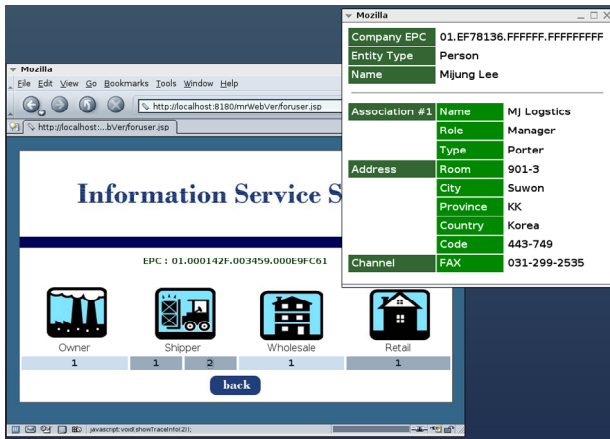 Mozilla
File Edit View Go Bookmarks Tools Window Help
http://localhost:8180/mrWebVer/foruser.jsp
http://localhost:...bVer/foruser.jsp
Information Service S
EPC : 01.000142F.003459.000E9FC61
Owner Shipper Wholesale Retail
1 1 2 1 1
back
javascript:void(showTraceInfo(2));
Mozilla
Company EPC 01.EF78136.FFFFFF.FFFFFFFFF
Entity Type Person
Name Mijung Lee
Association #1 Name MJ Logstics
Role Manager
Type Porter
Address Room 901-3
City Suwon
Province KK
Country Korea
Code 443-749
Channel FAX 031-299-2535